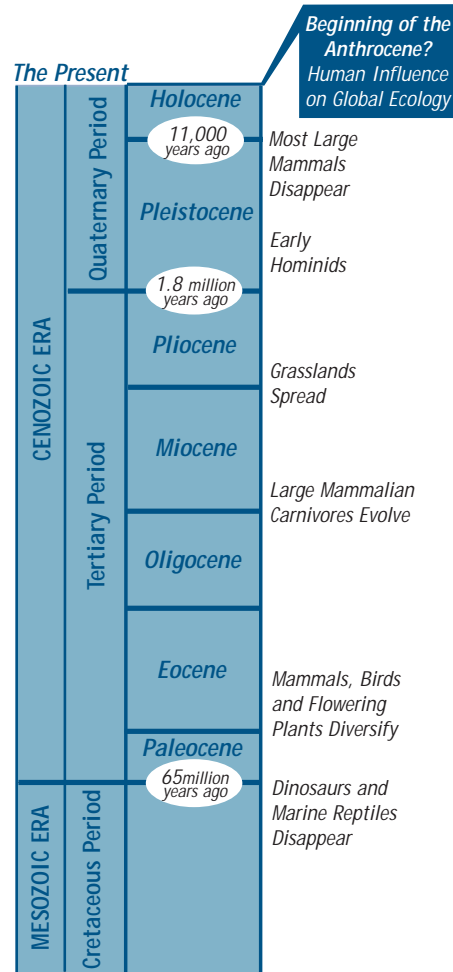 Beginning of the
Anthrocene?
Human Influence
on Global Ecology
The Present
CENOZOIC ERA
MESOZOIC ERA
Quaternary Period
Tertiary Period
Cretaceous Period
Holocene
11,000
years ago
Most Large
Mammals
Disappear
Pleistocene
Early
Hominids
1.8 million
years ago
Pliocene
Grasslands
Spread
Miocene
Large Mammalian
Carnivores Evolve
Oligocene
Eocene
Mammals, Birds
and Flowering
Plants Diversify
Paleocene
65million
years ago
Dinosaurs and
Marine Reptiles
Disappear